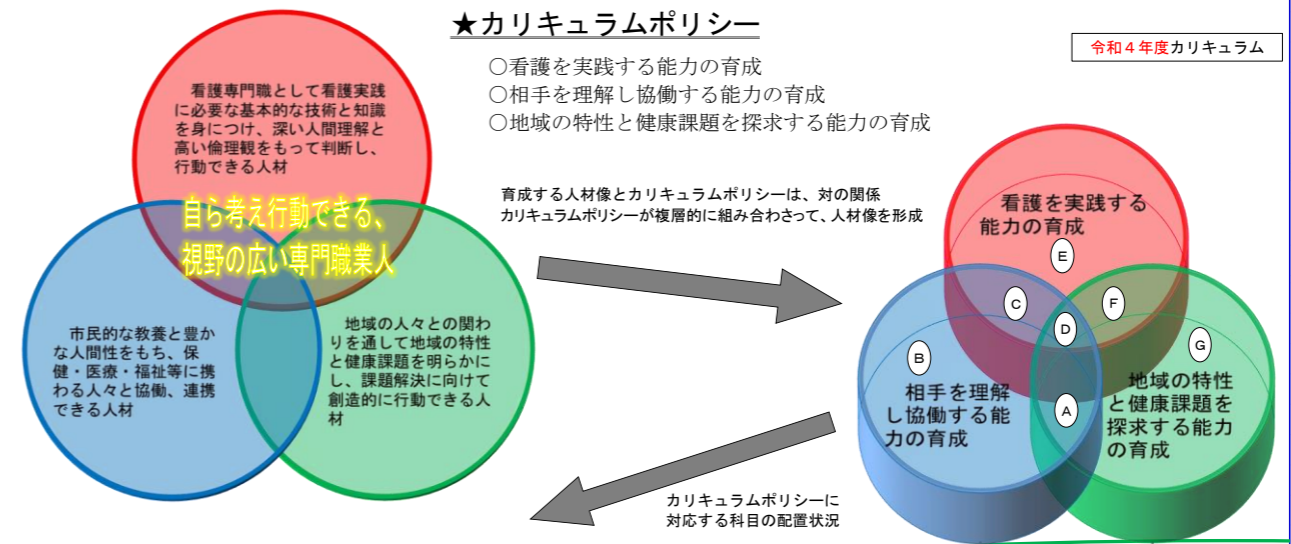 ★カリキュラムポリシー
令和４年度カリキュラム
○看護を実践する能力の育成
○相手を理解し協働する能力の育成
○地域の特性と健康課題を探求する能力の育成
看護専門職として看護実践
に必要な基本的な技術と知識
を身につけ、深い人間理解と
高い倫理観をもって判断し、
行動できる人材
自ら考え行動できる、
視野の広い専門職業人
市民的な教養と豊か
な人間性をもち、保
健・医療・福祉等に携
わる人々と協働、連携
できる人材
地域の人々との関わ
りを通して地域の特性
と健康課題を明らかに
し、課題解決に向けて
創造的に行動できる人
材
育成する人材像とカリキュラムポリシーは、対の関係
カリキュラムポリシーが複層的に組み合わさって、人材像を形成
看護を実践する
能力の育成
E
C
F
D
B
G
A
相手を理解
し協働する能
力の育成
地域の特性
と健康課題を
探求する能力
の育成
カリキュラムポリシーに
対応する科目の配置状況